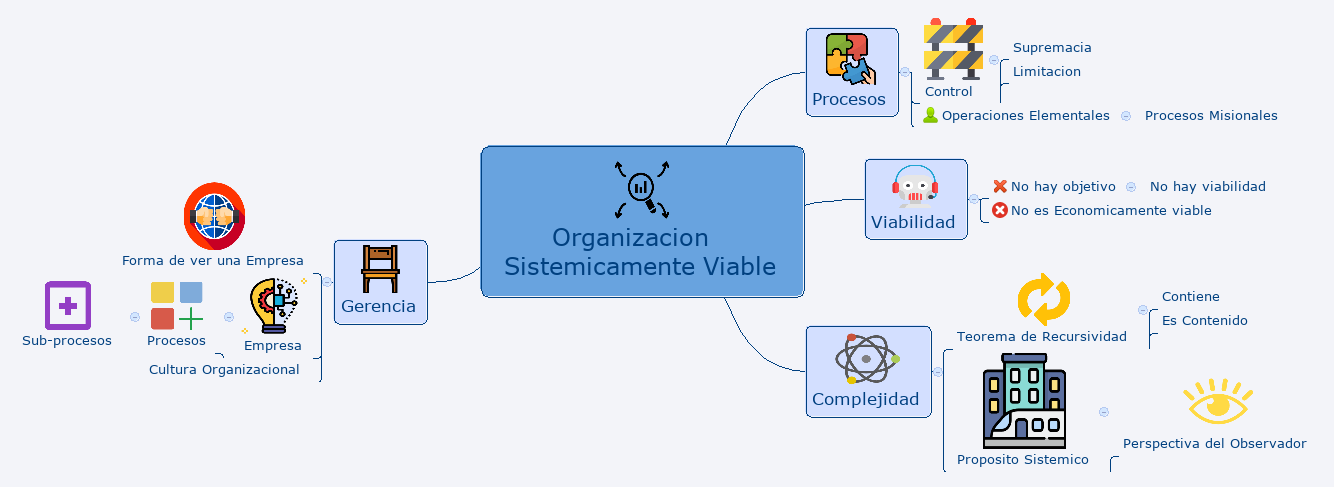 Organizacion
Sistemicamente Viable
Procesos
Control
Supremacia
Limitacion
Operaciones Elementales
Procesos Misionales
Viabilidad
No hay objetivo
No hay viabilidad
No es Economicamente viable
Complejidad
Teorema de Recursividad
Contiene
Es Contenido
Proposito Sistemico
Perspectiva del Observador
Gerencia
Forma de ver una Empresa
Empresa
Procesos
Sub-procesos
Cultura Organizacional